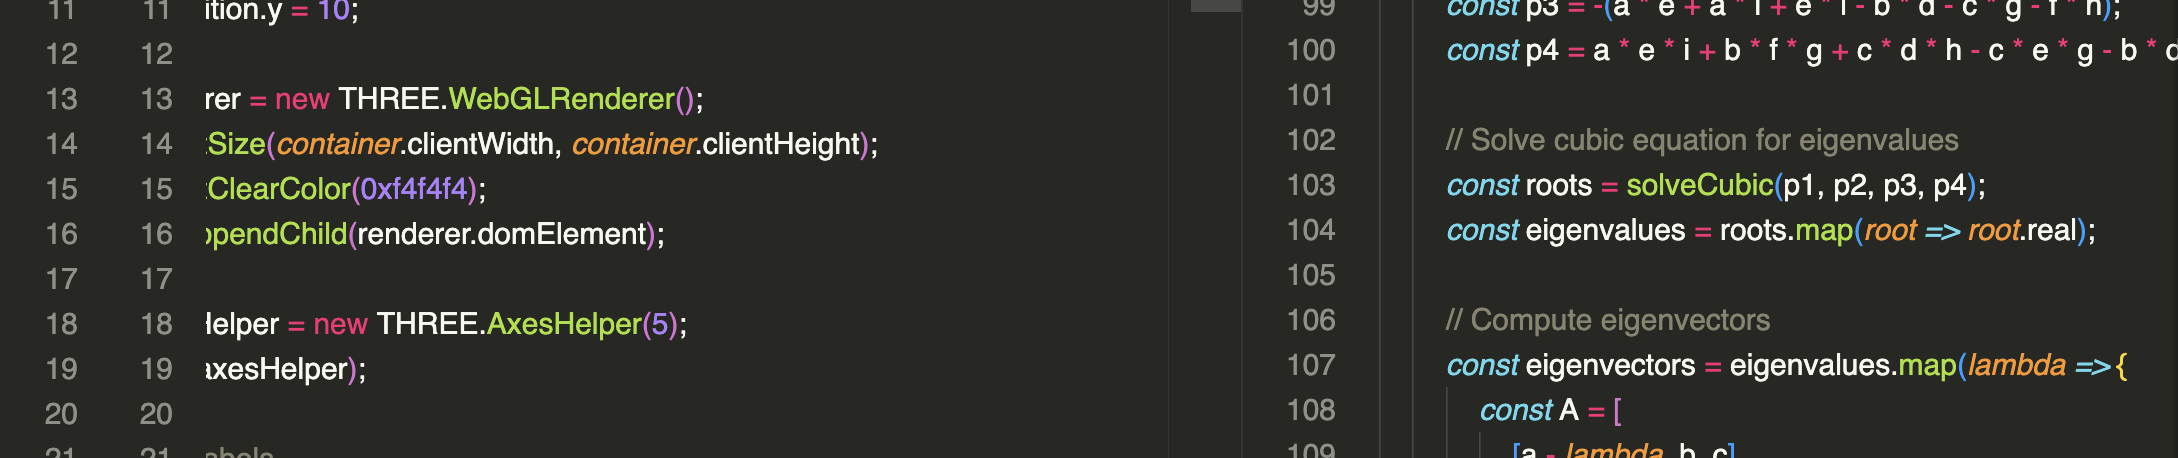 11 11 ition.y = 10;
12 12
13 13 rer = new THREE.WebGLRenderer();
14 14 Size(container.clientWidth, container.clientHeight);
15 15 ClearColor(0xf4f4f4);
16 16 ppendChild(renderer.domElement);
17 17
18 18 Helper = new THREE.AxesHelper(5);
19 19 axesHelper);
20 20
21 21 abels
99 const p3 = -(a * e + a * i + e * i - b * d - c * g - f * h);
100 const p4 = a * e * i + b * f * g + c * d * h - c * e * g - b * d
101
102 // Solve cubic equation for eigenvalues
103 const roots = solveCubic(p1, p2, p3, p4);
104 const eigenvalues = roots.map(root => root.real);
105
106 // Compute eigenvectors
107 const eigenvectors = eigenvalues.map(lambda =>{
108 const A = [
109 [a - lambda, b, c]